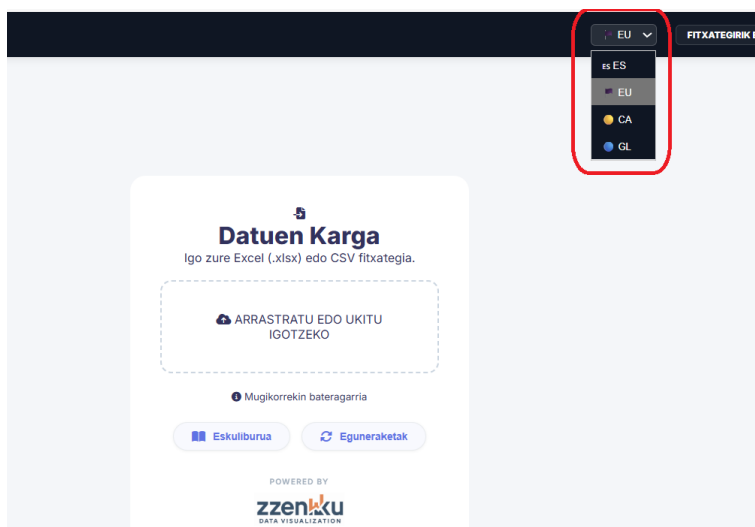 EU
FITXATEGIRIK
ES ES
EU
CA
GL
Datuen Karga
Igo zure Excel (.xlsx) edo CSV fitxategia.
ARRASTRATU EDO UKITU
IGOTZEKO
Mugikorrekin bateragarria
Eskuliburua
Eguneraketak
POWERED BY
zzenkku
DATA VISUALIZATION